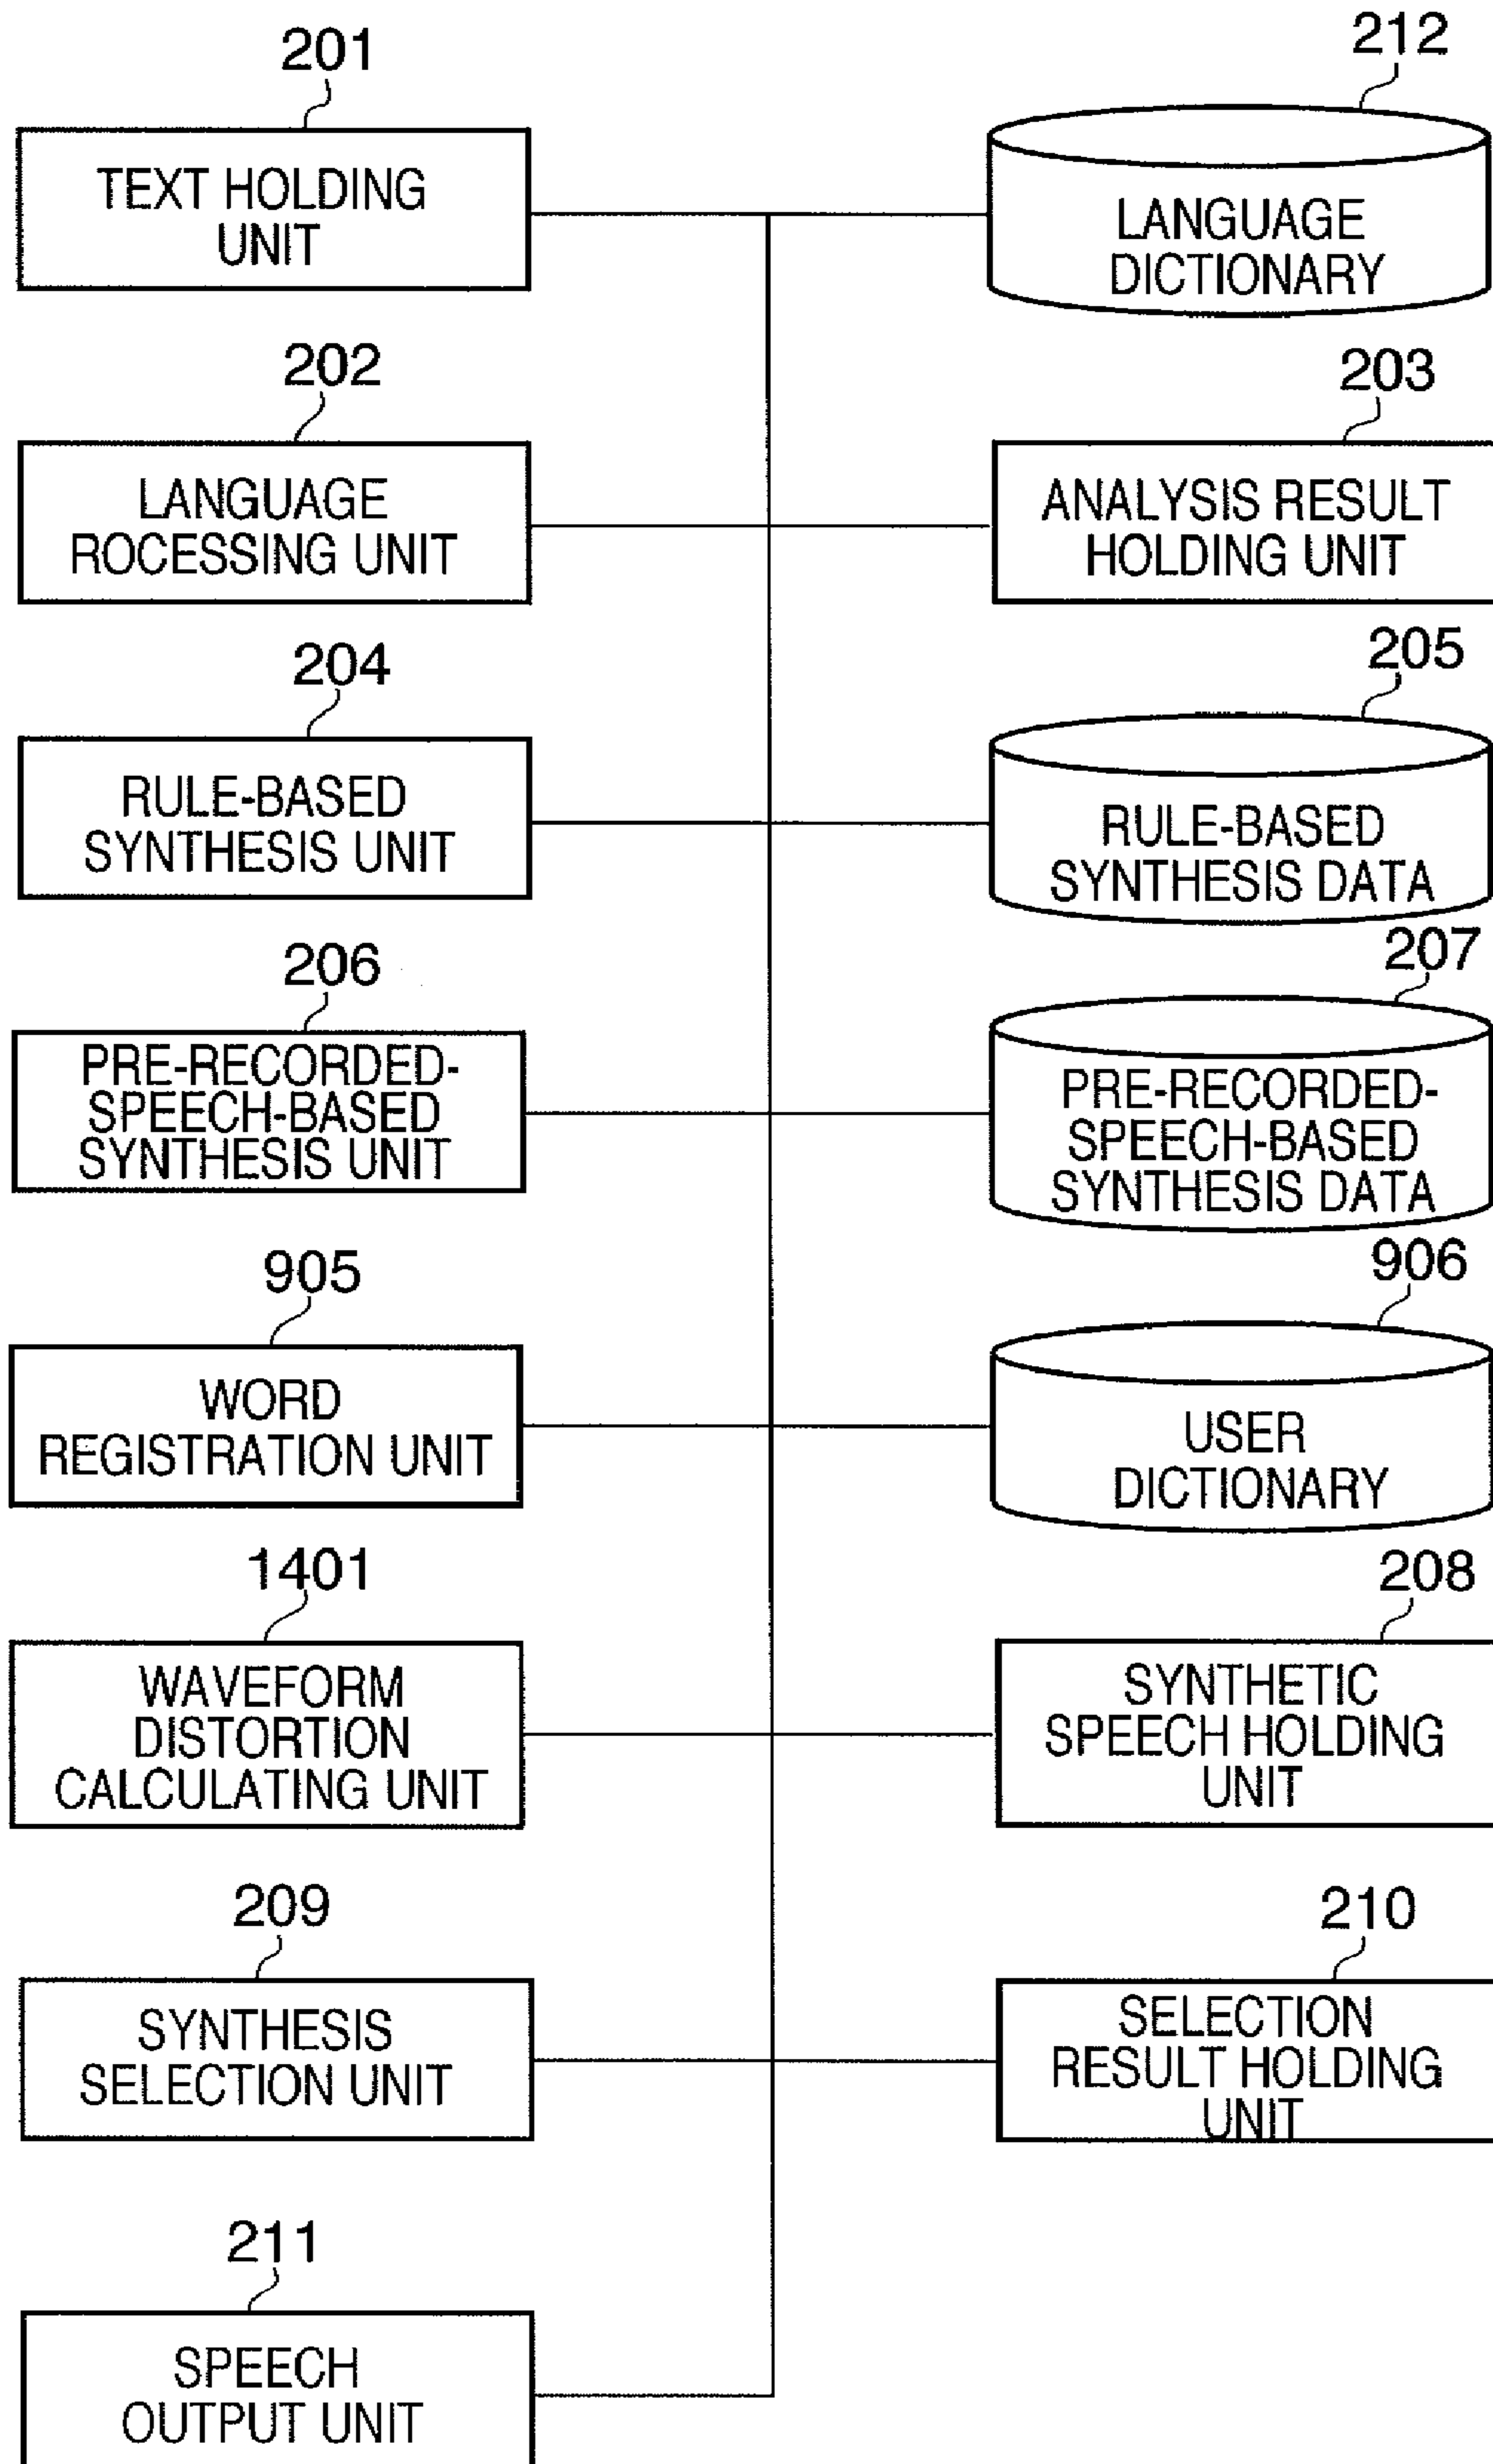 201
TEXT HOLDING
UNIT
212
LANGUAGE
DICTIONARY
202
LANGUAGE
ROCESSING UNIT
203
ANALYSIS RESULT
HOLDING UNIT
204
RULE-BASED
SYNTHESIS UNIT
205
RULE-BASED
SYNTHESIS DATA
206
PRE-RECORDED-
SPEECH-BASED
SYNTHESIS UNIT
207
PRE-RECORDED-
SPEECH-BASED
SYNTHESIS DATA
905
WORD
REGISTRATION UNIT
906
USER
DICTIONARY
1401
WAVEFORM
DISTORTION
CALCULATING UNIT
208
SYNTHETIC
SPEECH HOLDING
UNIT
209
SYNTHESIS
SELECTION UNIT
210
SELECTION
RESULT HOLDING
UNIT
211
SPEECH
OUTPUT UNIT